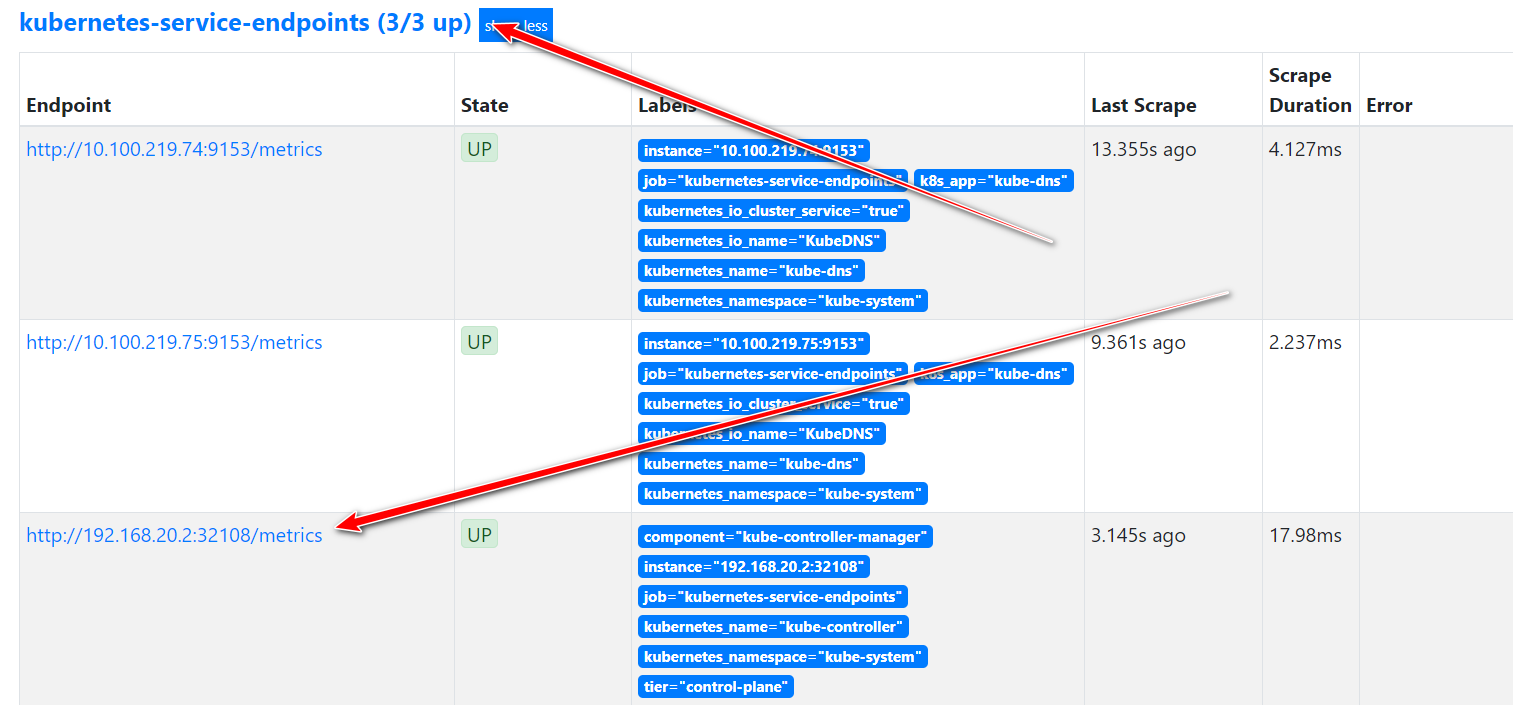 kubernetes-service-endpoints (3/3 up) less
Endpoint State Labels Last Scrape Scrape Duration Error
http://10.100.219.74:9153/metrics UP instance="10.100.219.74:9153" 13.355s ago 4.127ms
job="kubernetes-service-endpoints" k8s_app="kube-dns"
kubernetes_io_cluster_service="true"
kubernetes_io_name="KubeDNS"
kubernetes_name="kube-dns"
kubernetes_namespace="kube-system"
http://10.100.219.75:9153/metrics UP instance="10.100.219.75:9153" 9.361s ago 2.237ms
job="kubernetes-service-endpoints" k8s_app="kube-dns"
kubernetes_io_cluster_service="true"
kubernetes_io_name="KubeDNS"
kubernetes_name="kube-dns"
kubernetes_namespace="kube-system"
http://192.168.20.2:32108/metrics UP component="kube-controller-manager" 3.145s ago 17.98ms
instance="192.168.20.2:32108"
job="kubernetes-service-endpoints"
kubernetes_name="kube-controller"
kubernetes_namespace="kube-system"
tier="control-plane"